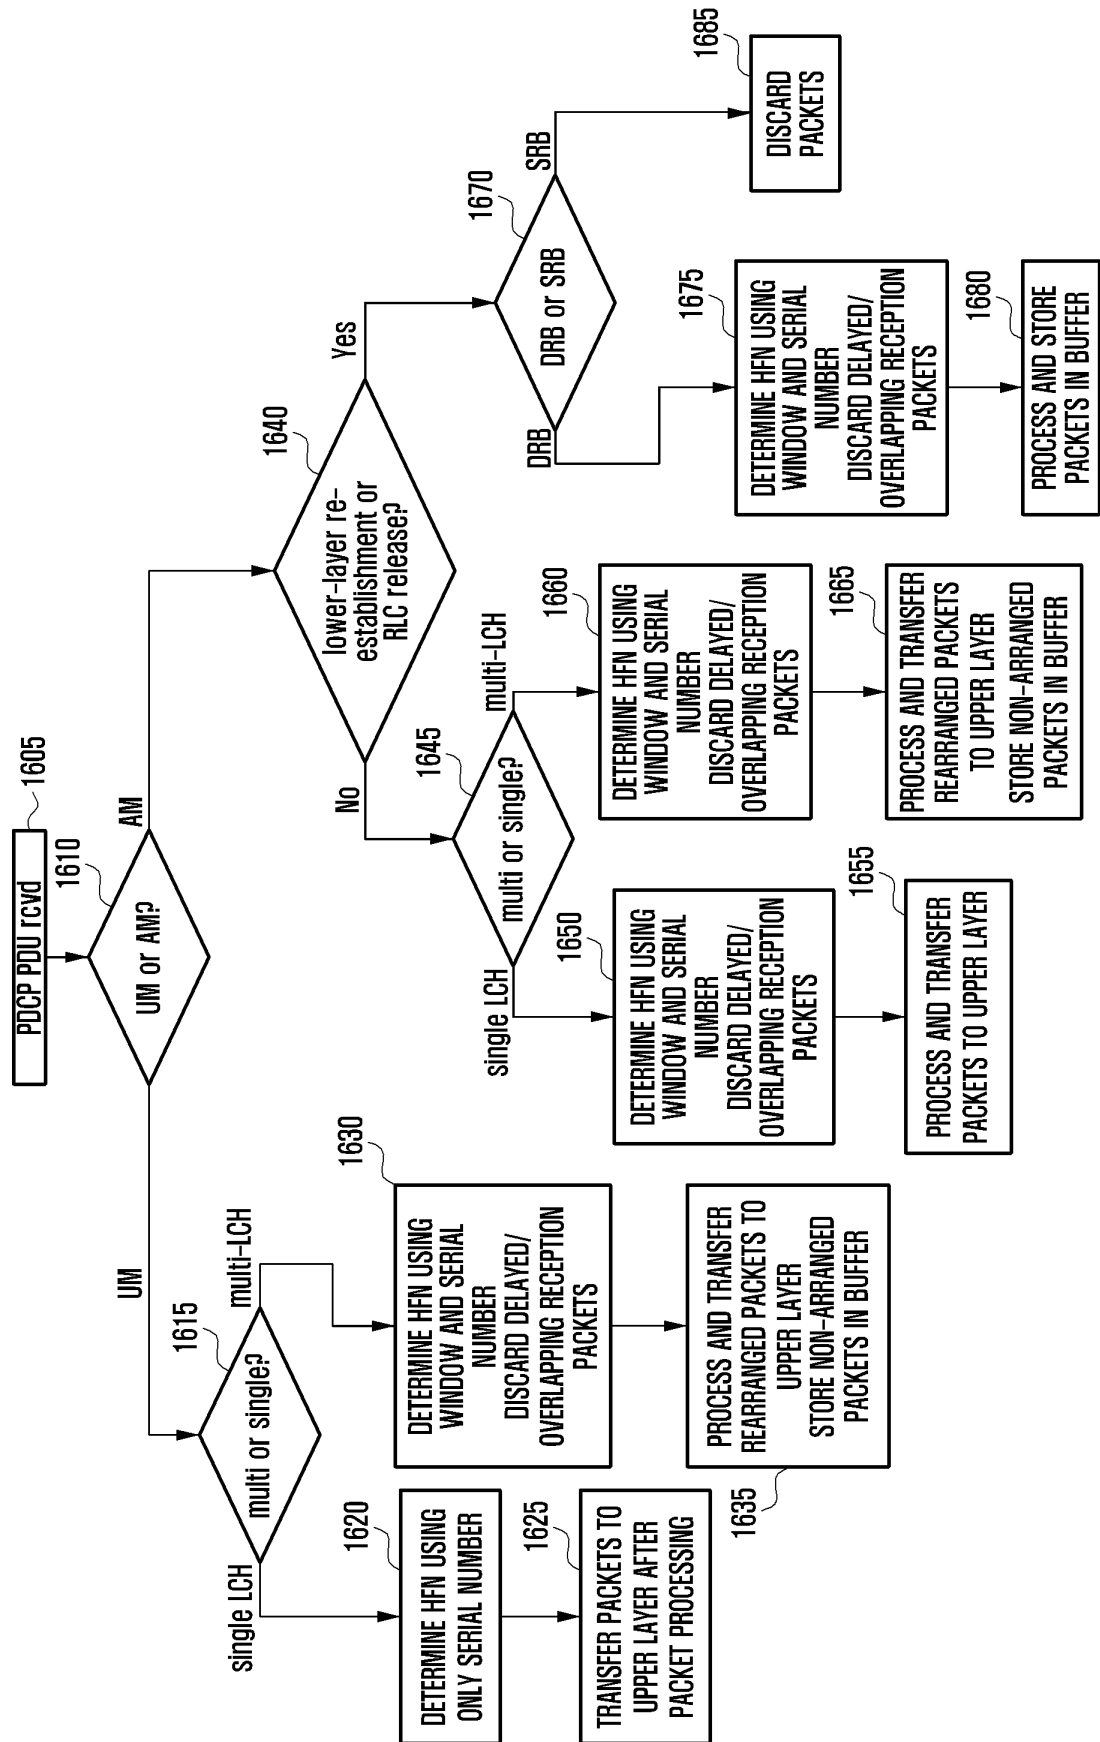 PDCP PDU rcvd
1605
UM or AM?
1610
UM
AM
multi or single?
1615
single LCH
multi-LCH
DETERMINE HFN USING
ONLY SERIAL NUMBER
1620
TRANSFER PACKETS TO
UPPER LAYER AFTER
PACKET PROCESSING
1625
DETERMINE HFN USING
WINDOW AND SERIAL
NUMBER
DISCARD DELAYED/
OVERLAPPING RECEPTION
PACKETS
1630
PROCESS AND TRANSFER
REARRANGED PACKETS TO
UPPER LAYER
STORE NON-ARRANGED
PACKETS IN BUFFER
1635
lower-layer re-
establishment or
RLC release?
1640
No
Yes
multi or single?
1645
single LCH
multi-LCH
DETERMINE HFN USING
WINDOW AND SERIAL
NUMBER
DISCARD DELAYED/
OVERLAPPING RECEPTION
PACKETS
1650
PROCESS AND TRANSFER
PACKETS TO UPPER LAYER
1655
DETERMINE HFN USING
WINDOW AND SERIAL
NUMBER
DISCARD DELAYED/
OVERLAPPING RECEPTION
PACKETS
1660
PROCESS AND TRANSFER
REARRANGED PACKETS
TO UPPER LAYER
STORE NON-ARRANGED
PACKETS IN BUFFER
1665
DRB or SRB
1670
DRB
SRB
DETERMINE HFN USING
WINDOW AND SERIAL
NUMBER
DISCARD DELAYED/
OVERLAPPING RECEPTION
PACKETS
1675
PROCESS AND STORE
PACKETS IN BUFFER
1680
DISCARD
PACKETS
1685